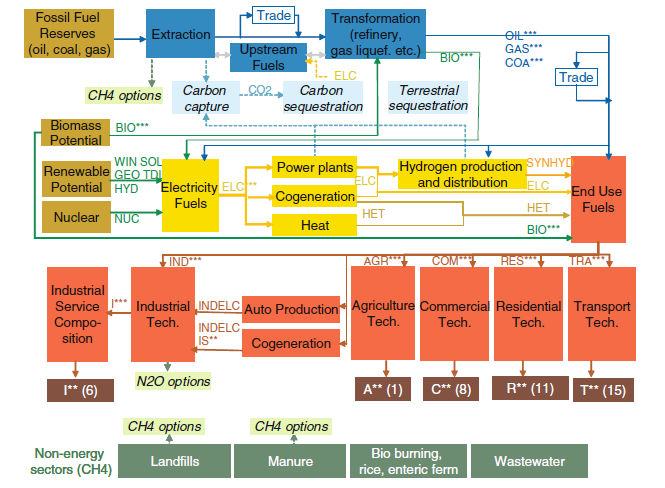 Fossil Fuel
Reserves
(oil, coal, gas)
Extraction
Trade
Transformation
(refinery,
gas liquef. etc.)
Upstream
Fuels
OIL***
GAS***
COA***
BIO***
ELC
Trade
CH4 options
Carbon
capture
CO2
Carbon
sequestration
Terrestrial
sequestration
Biomass
Potential
BIO***
Renewable
Potential
WIN SOL
GEO TDL
HYD
Nuclear
NUC
Electricity
Fuels
ELC***
Power plants
Cogeneration
Heat
ELC
HET
Hydrogen production
and distribution
SYNHYD
ELC
HET
BIO***
End Use
Fuels
IND***
AGR***
COM***
RES***
TRA***
Industrial
Service
Compo-
sition
I***
Industrial
Tech.
INDELC
Auto Production
INDELC
IS**
Cogeneration
Agriculture
Tech.
Commercial
Tech.
Residential
Tech.
Transport
Tech.
N2O options
I** (6)
A** (1)
C** (8)
R** (11)
T** (15)
CH4 options
CH4 options
Non-energy
sectors (CH4)
Landfills
Manure
Bio burning,
rice, enteric ferm
Wastewater